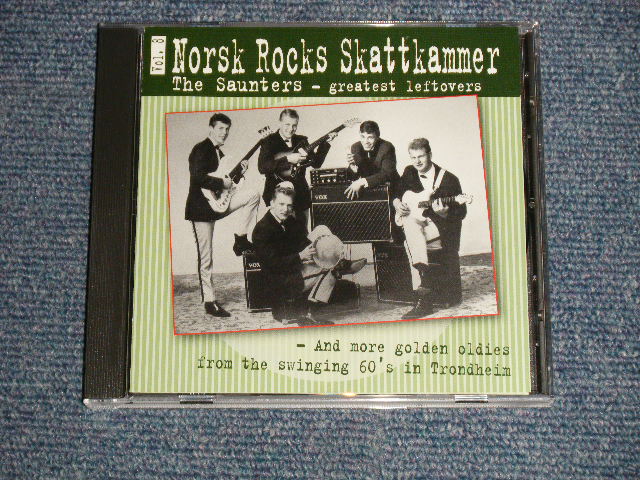 Vol. 8
Norsk Rocks Skattkammer
The Saunters - greatest leftovers
VOX
VOX
- And more golden oldies
from the swinging 60's in Trondheim